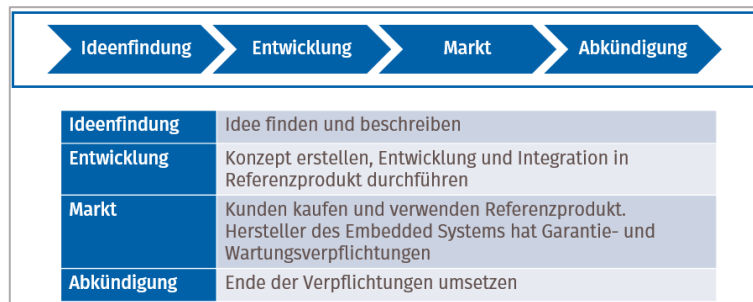 Ideenfindung Entwicklung Markt Abkündigung
Ideenfindung Idee finden und beschreiben
Entwicklung Konzept erstellen, Entwicklung und Integration in
Referenzprodukt durchführen
Markt Kunden kaufen und verwenden Referenzprodukt.
Hersteller des Embedded Systems hat Garantie- und
Wartungsverpflichtungen
Abkündigung Ende der Verpflichtungen umsetzen